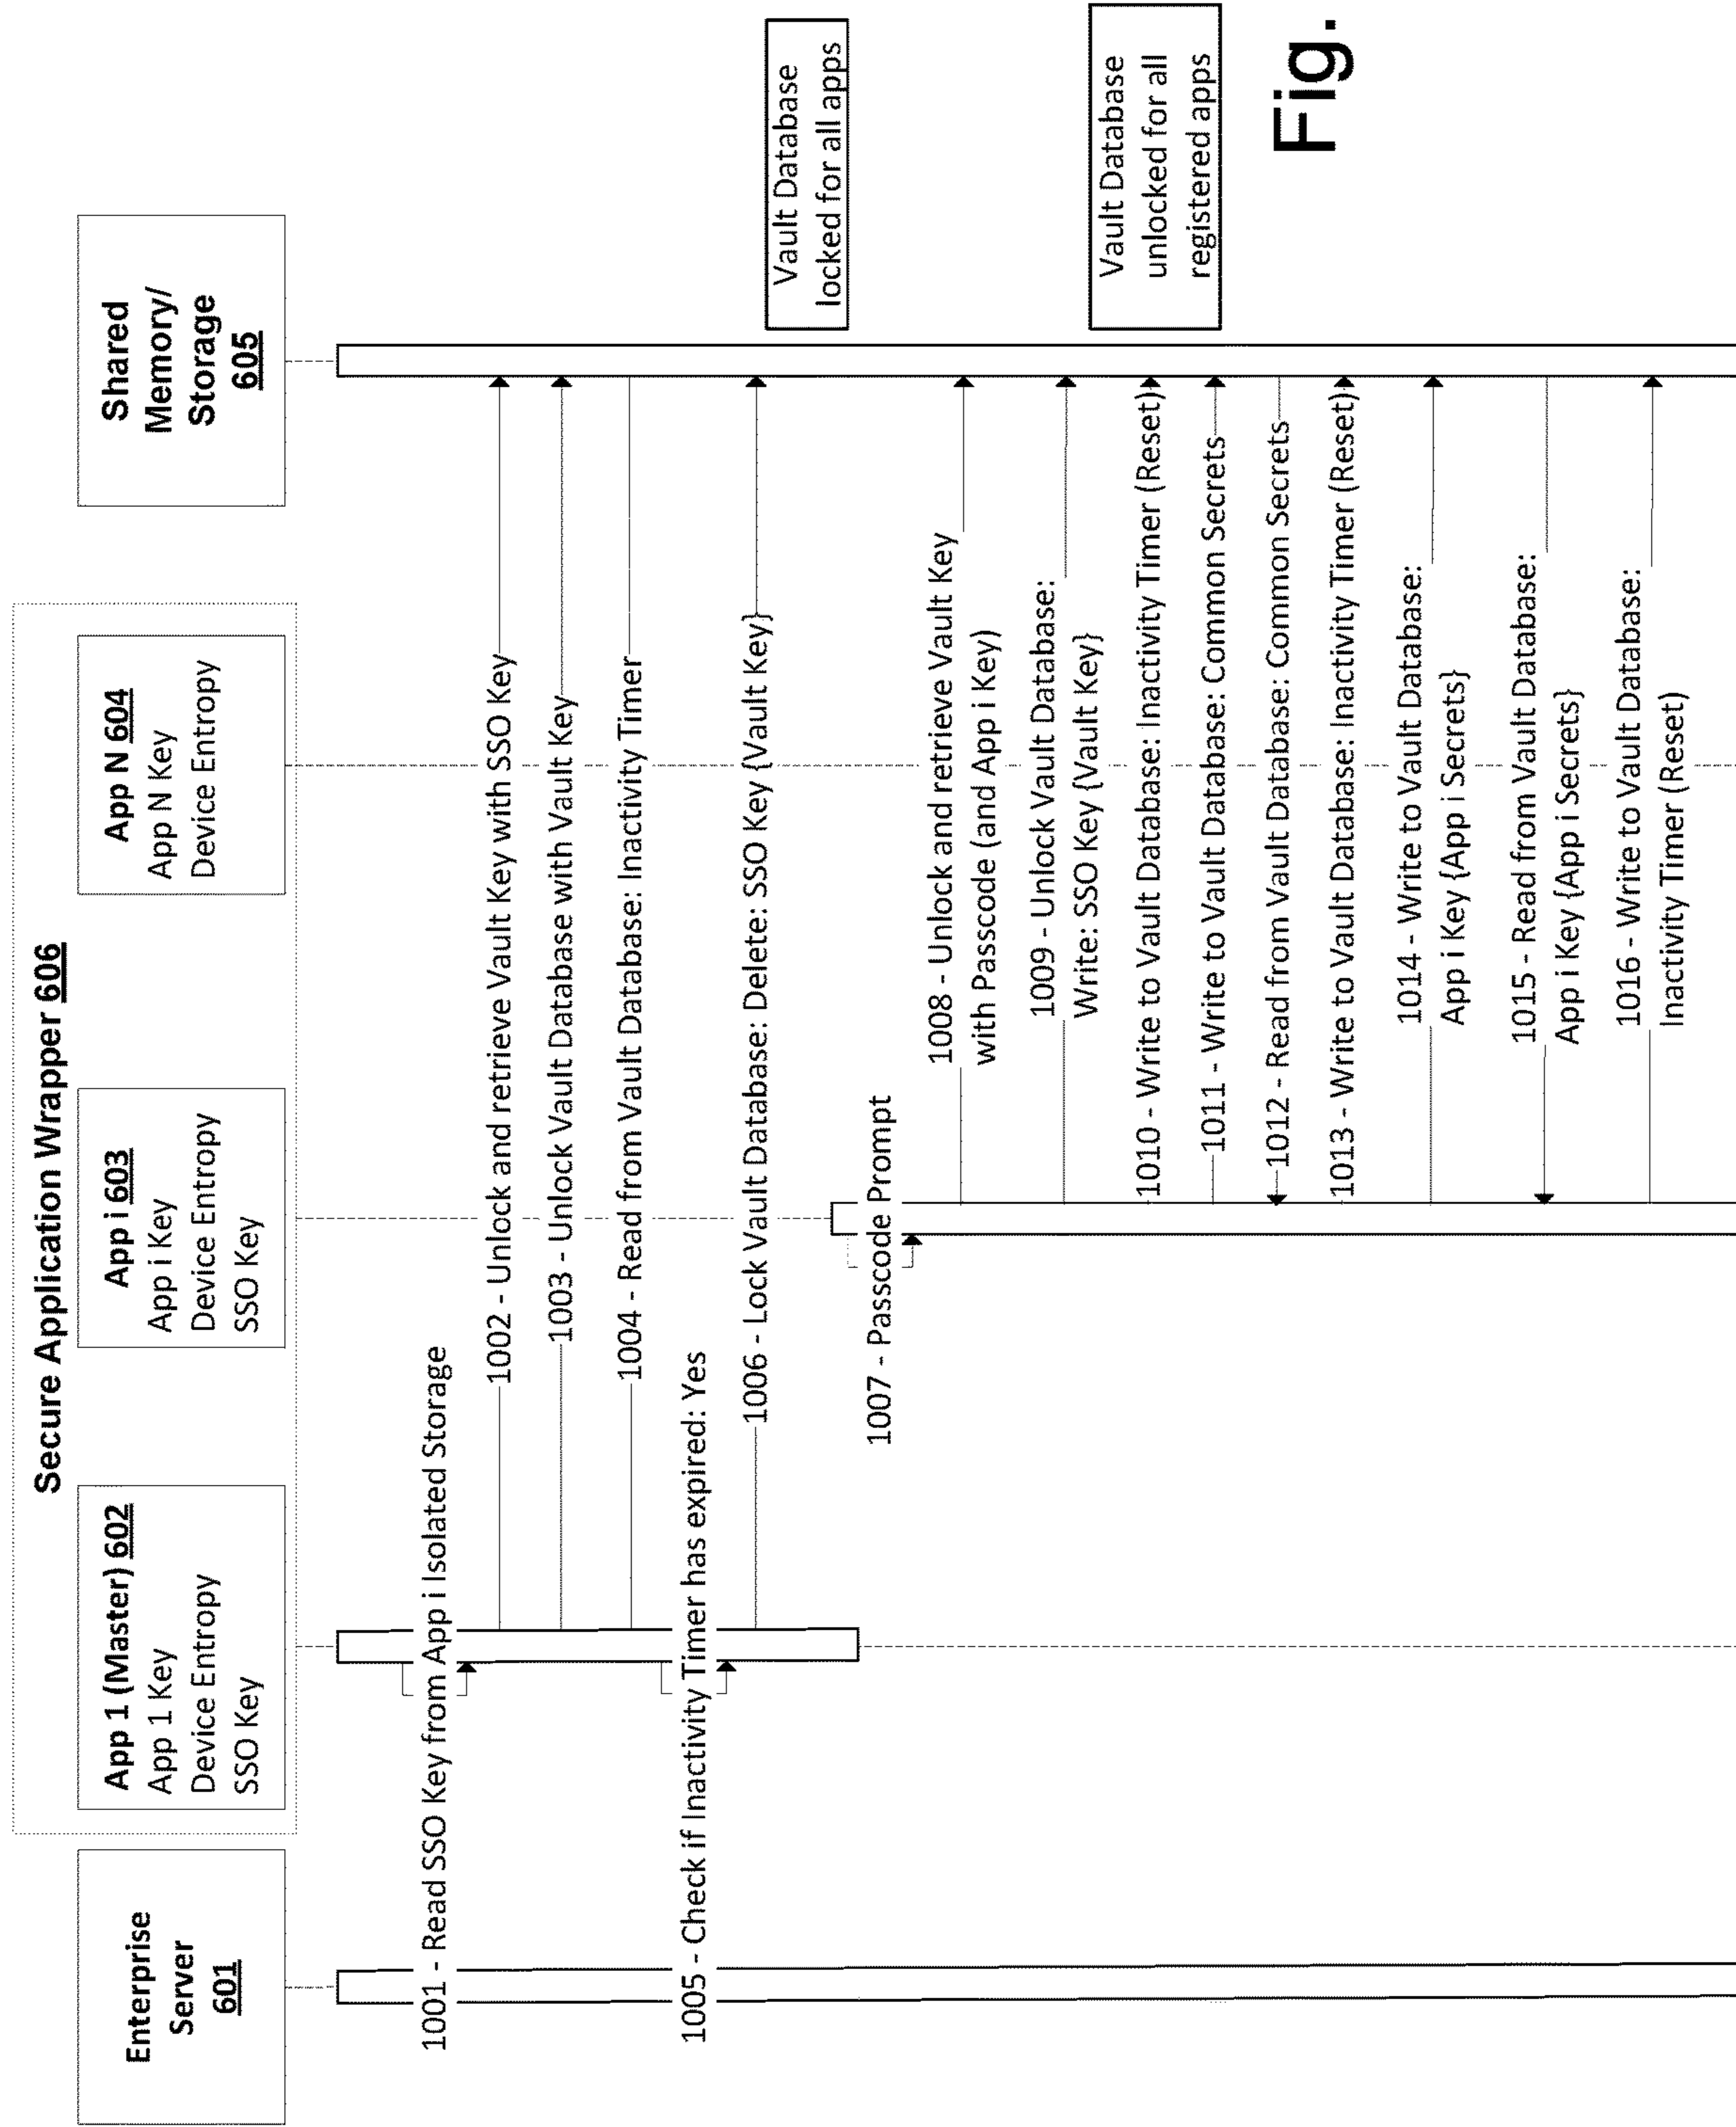 Secure Application Wrapper 606
Enterprise
Server
601
App 1 (Master) 602
App 1 Key
Device Entropy
SSO Key
App i 603
App i Key
Device Entropy
SSO Key
App N 604
App N Key
Device Entropy
Shared
Memory/
Storage
605
1001 - Read SSO Key from App i Isolated Storage
1002 - Unlock and retrieve Vault Key with SSO Key
1003 - Unlock Vault Database with Vault Key
1004 - Read from Vault Database: Inactivity Timer
1005 - Check if Inactivity Timer has expired: Yes
1006 - Lock Vault Database: Delete: SSO Key {Vault Key}
Vault Database
locked for all apps
1007 - Passcode Prompt
1008 - Unlock and retrieve Vault Key
with Passcode (and App i Key)
1009 - Unlock Vault Database:
Write: SSO Key {Vault Key}
Vault Database
unlocked for all
registered apps
1010 - Write to Vault Database: Inactivity Timer (Reset)
1011 - Write to Vault Database: Common Secrets
1012 - Read from Vault Database: Common Secrets
1013 - Write to Vault Database: Inactivity Timer (Reset)
1014 - Write to Vault Database:
App i Key {App i Secrets}
1015 - Read from Vault Database:
App i Key {App i Secrets}
1016 - Write to Vault Database:
Inactivity Timer (Reset)
Fig.